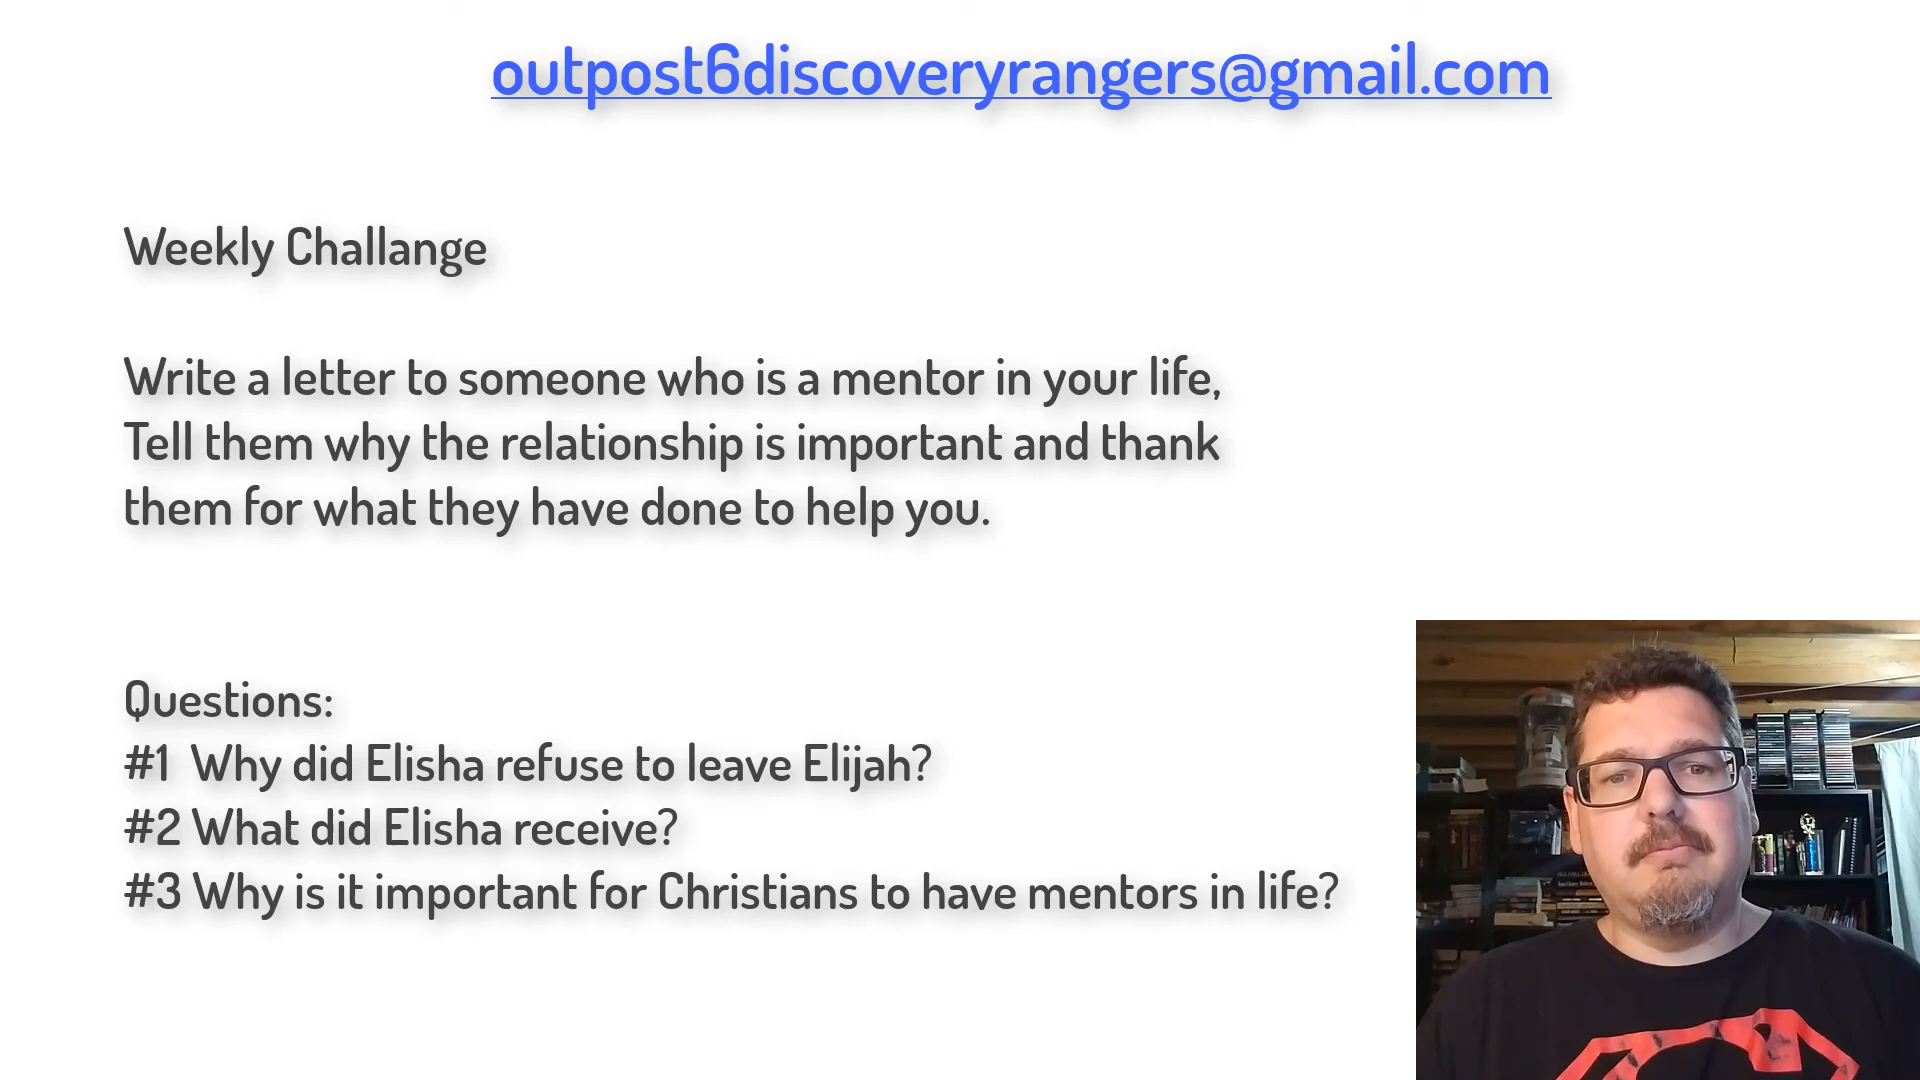 outpost6discoveryrangers@gmail.com
Weekly Challange
Write a letter to someone who is a mentor in your life,
Tell them why the relationship is important and thank
them for what they have done to help you.
Questions:
#1 Why did Elisha refuse to leave Elijah?
#2 What did Elisha receive?
#3 Why is it important for Christians to have mentors in life?